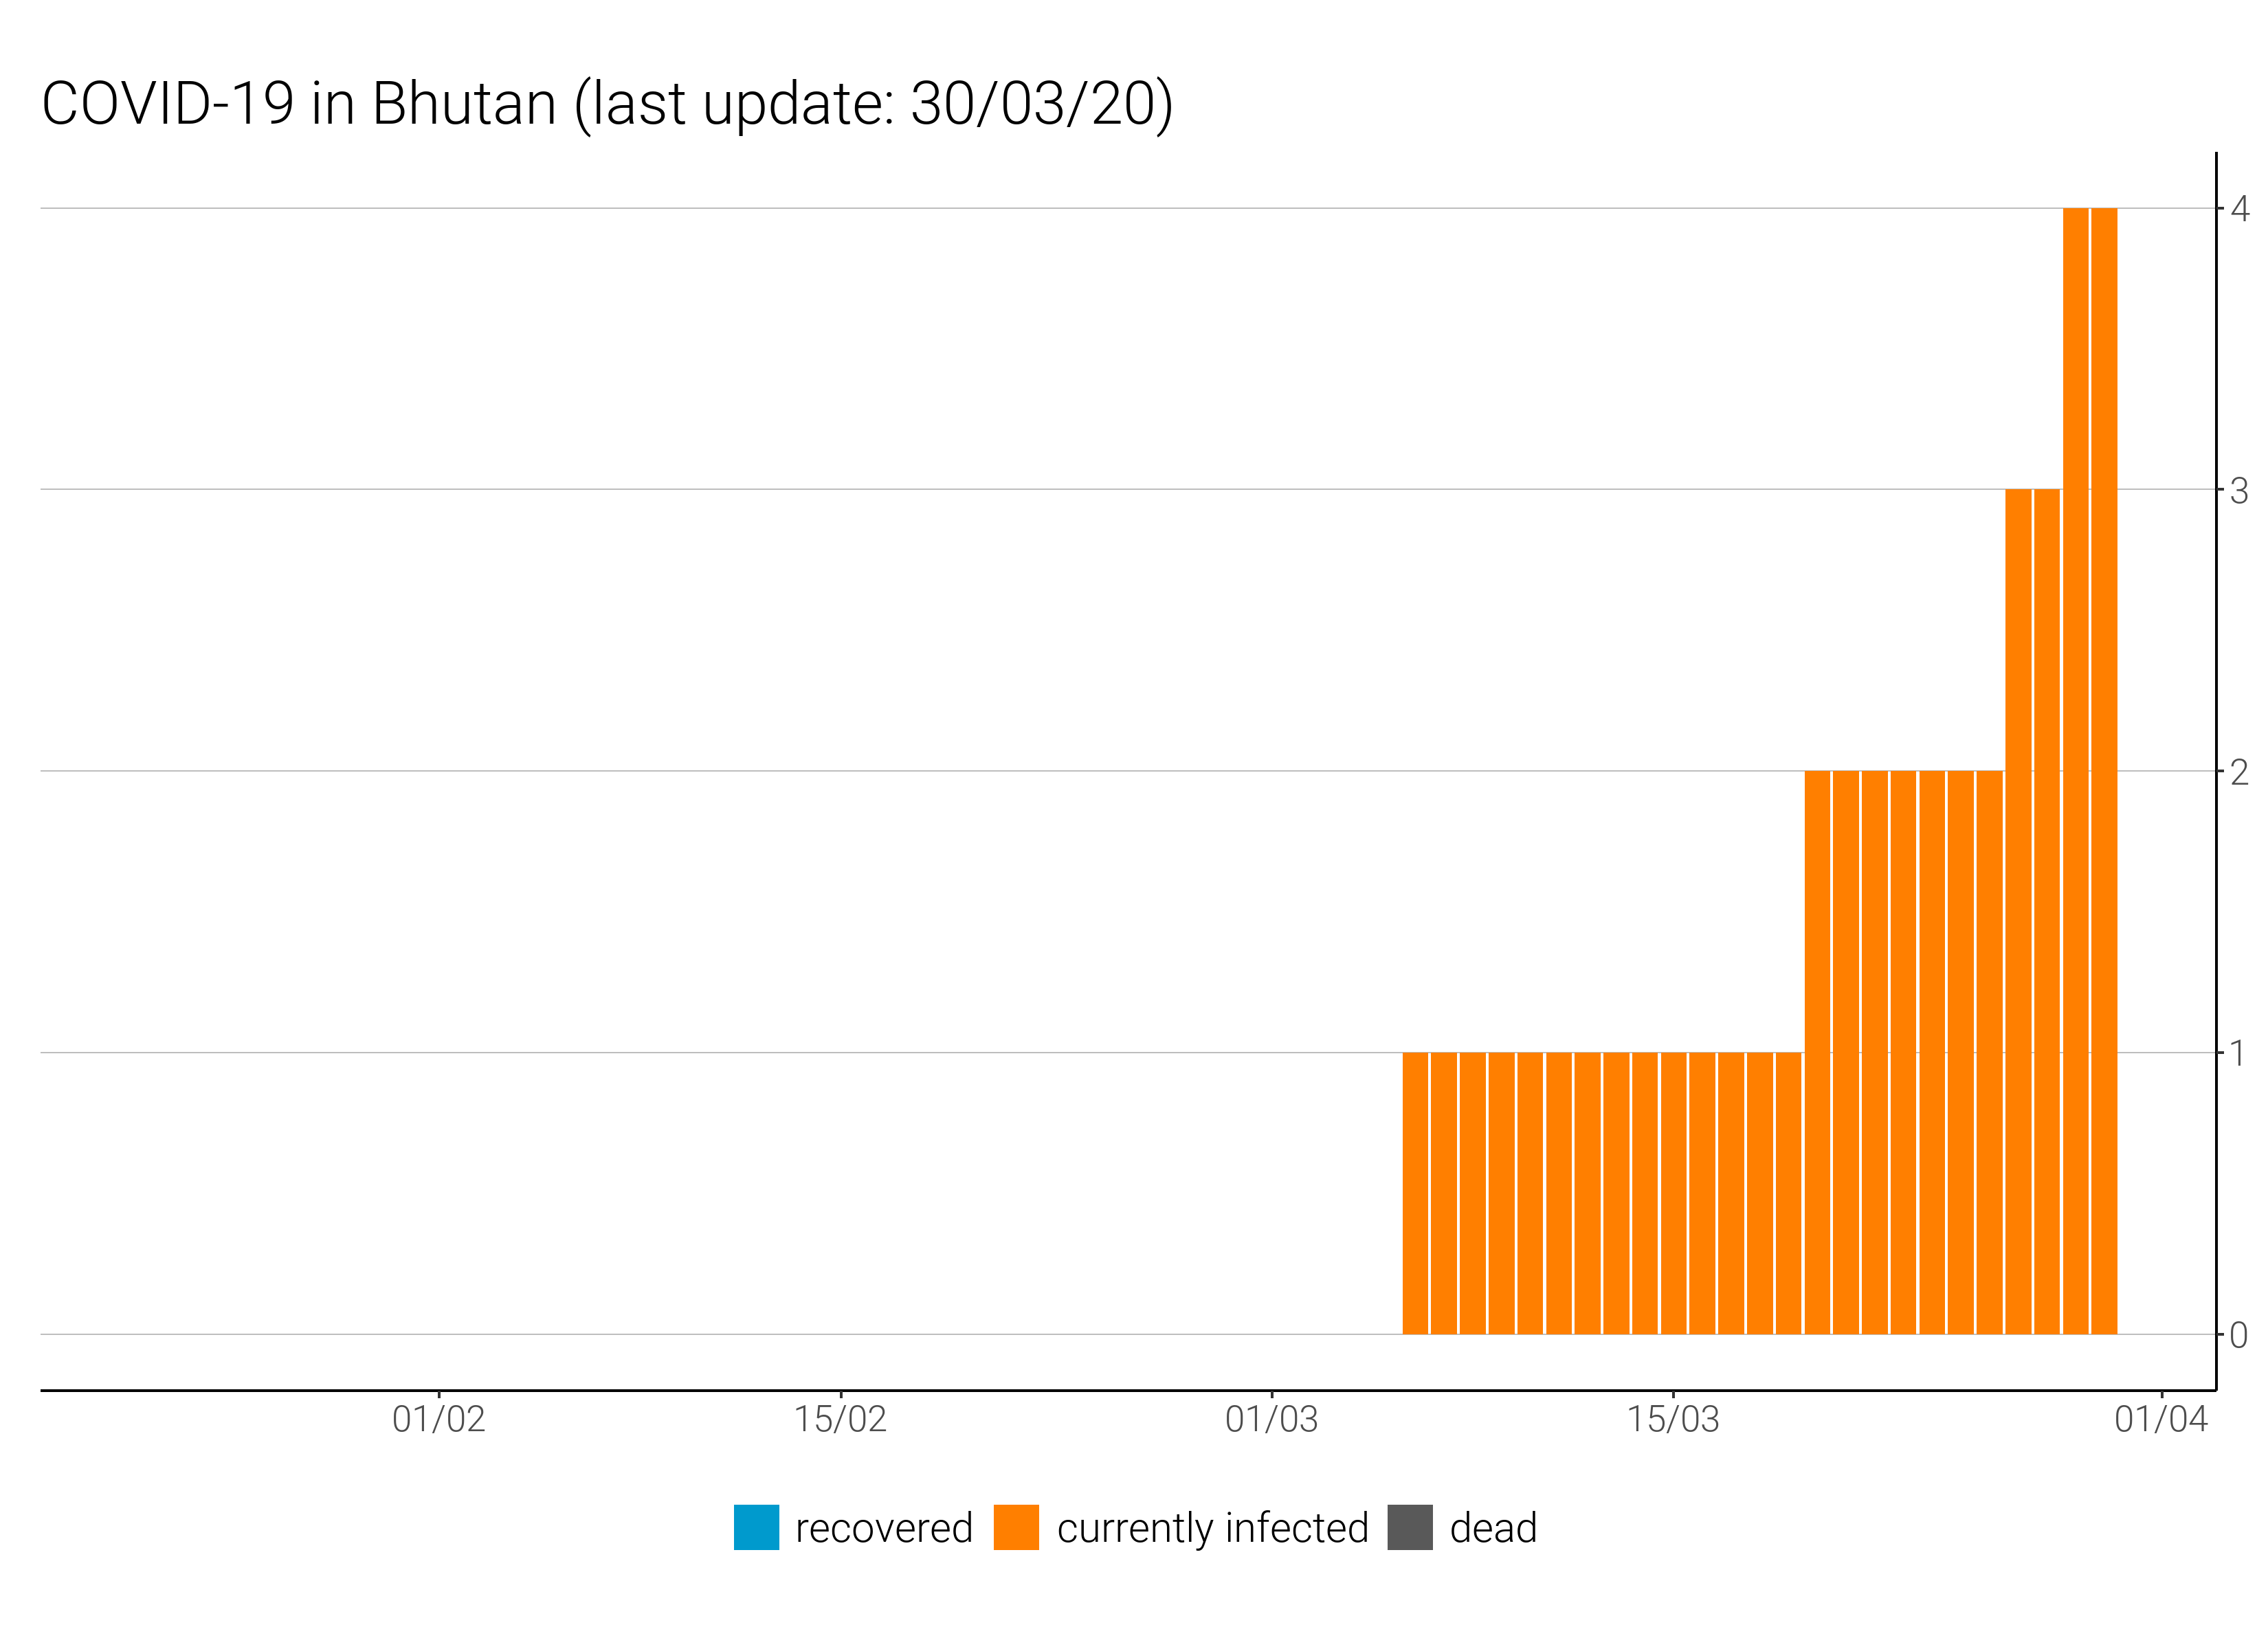 COVID-19 in Bhutan (last update: 30/03/20)
4
3
2
1
0
01/02 15/02 01/03 15/03 01/04
recovered currently infected dead